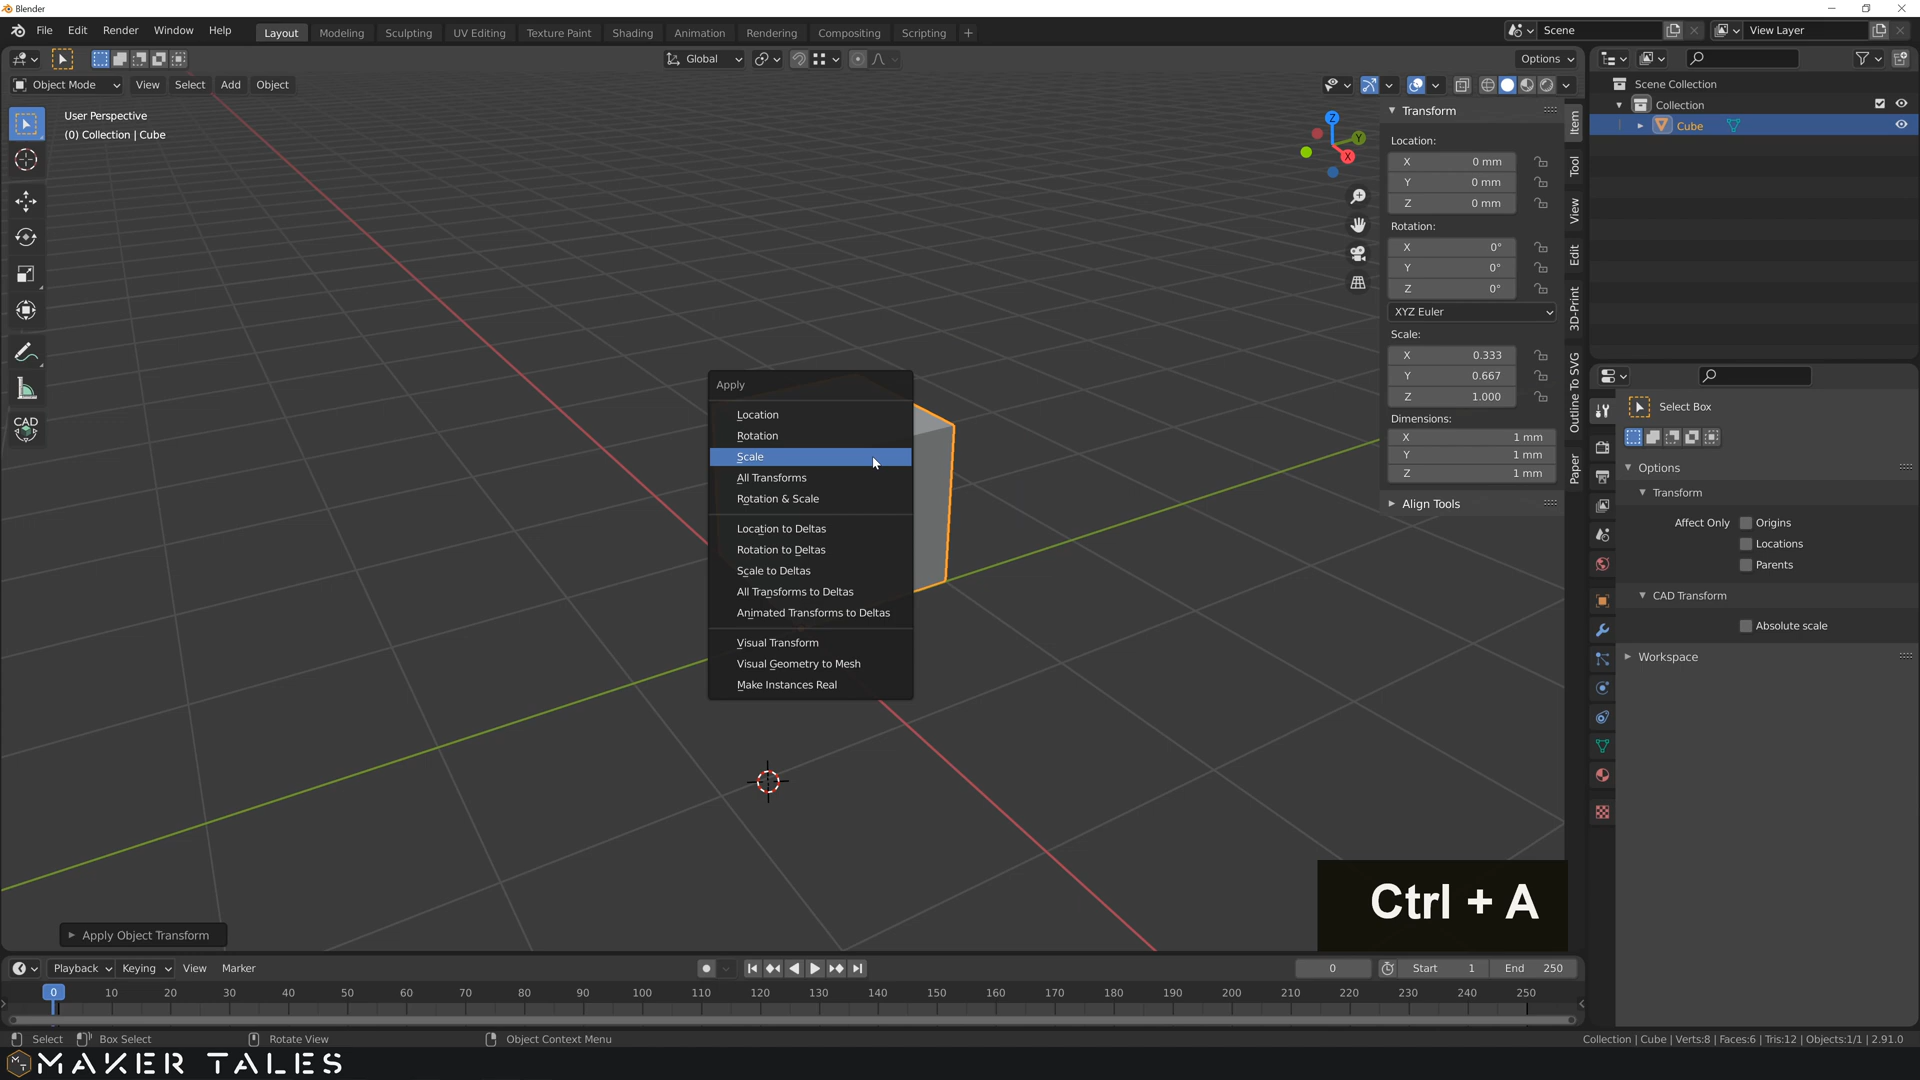 Blender
File Edit Render Window Help
Layout Modeling Sculpting UV Editing Texture Paint Shading Animation Rendering Compositing Scripting +
Scene
View Layer
Global
Options
Object Mode View Select Add Object
User Perspective
(0) Collection | Cube
Z
Y
X
Transform
Location:
X 0 mm
Y 0 mm
Z 0 mm
Rotation:
X 0°
Y 0°
Z 0°
XYZ Euler
Scale:
X 0.333
Y 0.667
Z 1.000
Dimensions:
X 1 mm
Y 1 mm
Z 1 mm
Align Tools
Item
Tool
View
Edit
3D-Print
Outline To SVG
Paper
Scene Collection
Collection
Cube
Select Box
Options
Transform
Affect Only Origins
Locations
Parents
CAD Transform
Absolute scale
Workspace
CAD
Apply
Location
Rotation
Scale
All Transforms
Rotation & Scale
Location to Deltas
Rotation to Deltas
Scale to Deltas
All Transforms to Deltas
Animated Transforms to Deltas
Visual Transform
Visual Geometry to Mesh
Make Instances Real
Ctrl + A
Apply Object Transform
Playback Keying View Marker
0
Start 1
End 250
0 10 20 30 40 50 60 70 80 90 100 110 120 130 140 150 160 170 180 190 200 210 220 230 240 250
Select Box Select Rotate View Object Context Menu
Collection | Cube | Verts:8 | Faces:6 | Tris:12 | Objects:1/1 | 2.91.0
MAKER TALES